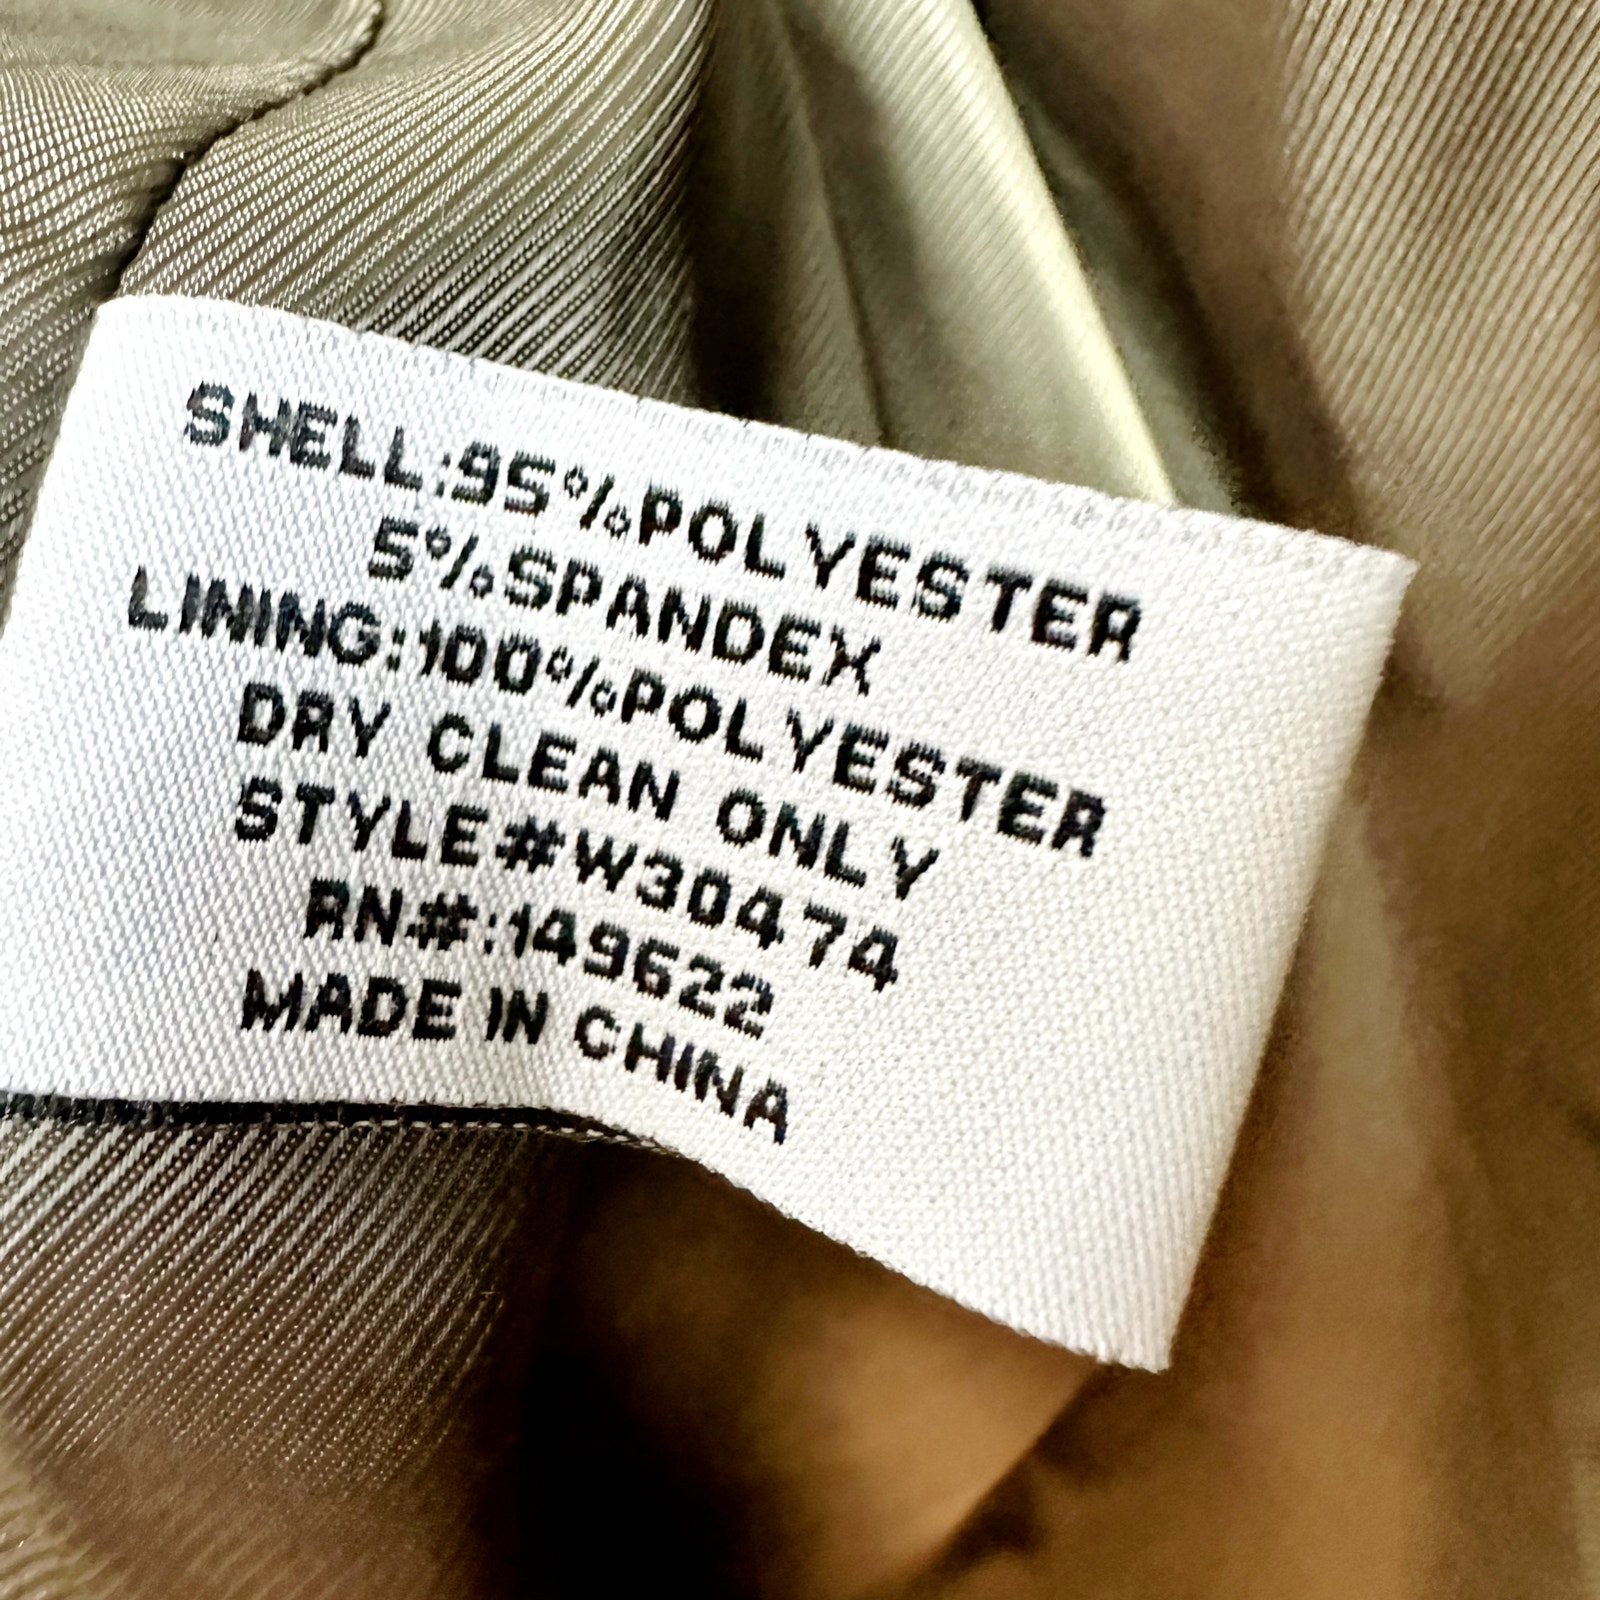 SHELL:95%POLYESTER
5%SPANDEX
LINING:100%POLYESTER
DRY CLEAN ONLY
STYLE#W30474
RN#:149622
MADE IN CHINA